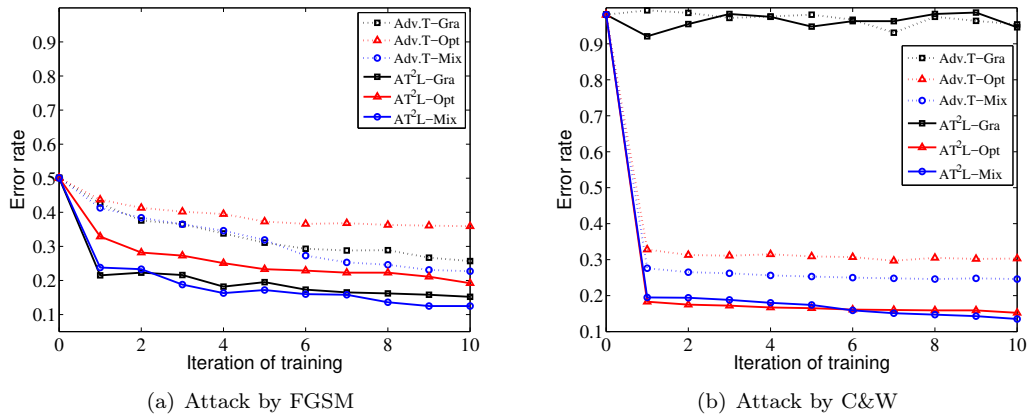 Error rate
0.9
0.8
0.7
0.6
0.5
0.4
0.3
0.2
0.1
0 2 4 6 8 10
Iteration of training
Adv.T−Gra
Adv.T−Opt
Adv.T−Mix
AT²L−Gra
AT²L−Opt
AT²L−Mix
(a) Attack by FGSM
Error rate
0.9
0.8
0.7
0.6
0.5
0.4
0.3
0.2
0.1
0 2 4 6 8 10
Iteration of training
Adv.T−Gra
Adv.T−Opt
Adv.T−Mix
AT²L−Gra
AT²L−Opt
AT²L−Mix
(b) Attack by C&W